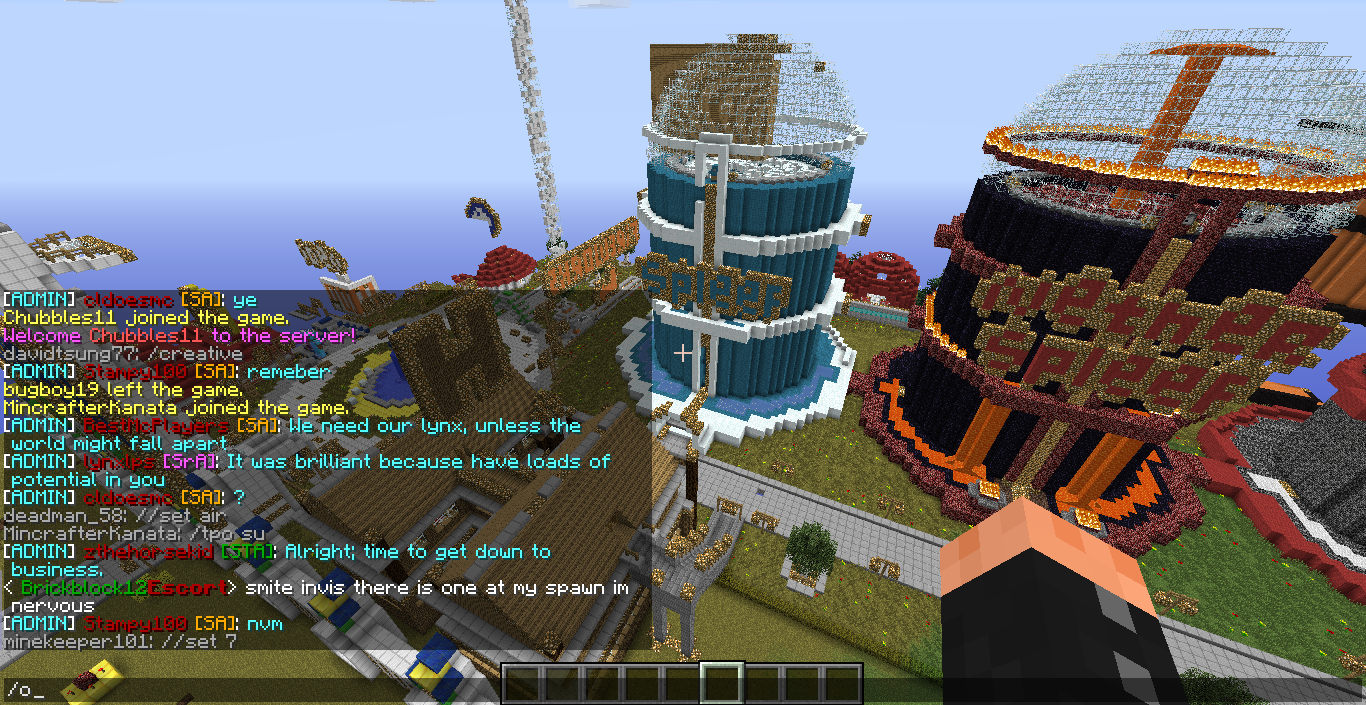 [ADMIN] cldoesmc [SA]: ye
Chubbles11 joined the game.
Welcome Chubbles11 to the server!
davidtsung77: /creative
[ADMIN] Stampy100 [SA]: remeber
bugboy19 left the game.
MincrafterKanata joined the game.
[ADMIN] BestMcPlayers [SA]: We need our lynx, unless the
world might fall apart
[ADMIN] lynxlps [SrA]: It was brilliant because have loads of
potential in you
[ADMIN] cldoesmc [SA]: ?
deadman_58: //set air
MincrafterKanata: /tpo su
[ADMIN] zthehorsekid [STA]: Alright; time to get down to
business.
< Brickblock12Escort> smite invis there is one at my spawn im
nervous
[ADMIN] Stampy100 [SA]: nvm
minekeeper101: //set 7
/o_
Spleef
Nether
Spleef